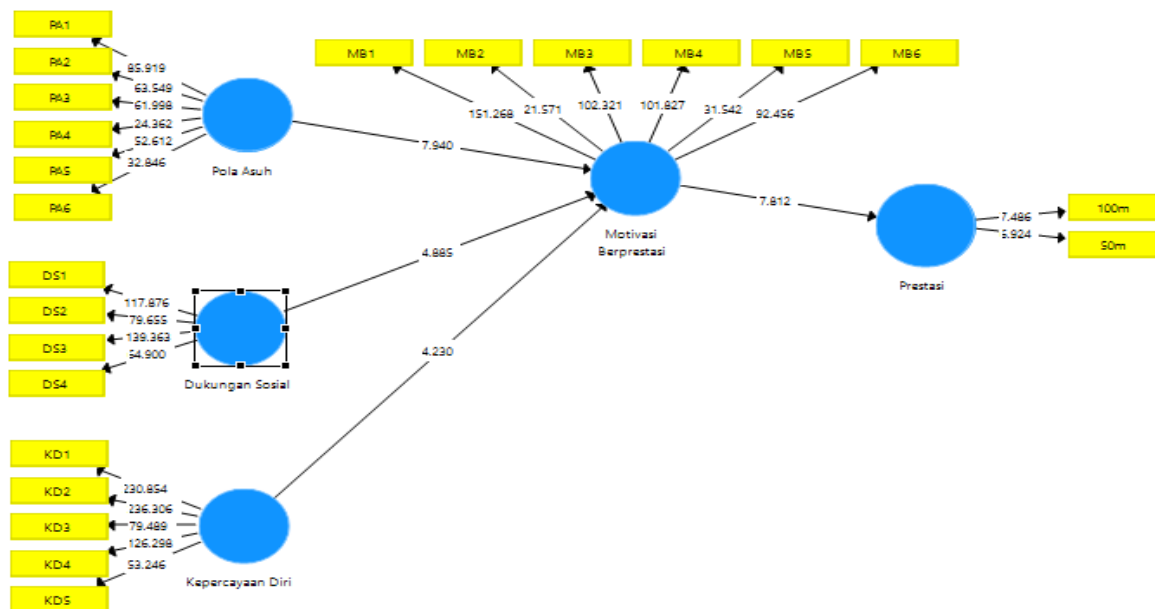 PA1
PA2
PA3
PA4
PA5
PA6
85.919
63.549
61.998
24.362
52.612
32.846
Pola Asuh
MB1
MB2
MB3
MB4
MB5
MB6
151.268
21.571
102.321
101.827
31.542
92.456
7.940
Motivasi
Berprestasi
7.812
Prestasi
7.486
100m
50m
DS1
DS2
DS3
DS4
117.876
79.655
139.363
54.900
Dukungan Sosial
4.885
4.230
KD1
KD2
KD3
KD4
KD5
230.854
236.306
79.489
126.298
53.246
Kepercayaan Diri